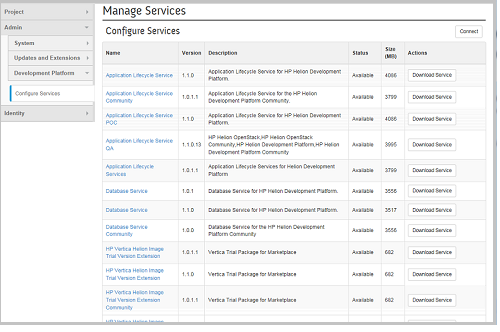 Project
Admin
System
Updates and Extensions
Development Platform
Configure Services
Identity
Manage Services
Configure Services
Connect
Name Version Description Status Size (MB) Actions
Application Lifecycle Service 1.1.0 Application Lifecycle Service for HP Helion Development Platform. Available 4086 Download Service
Application Lifecycle Service Community 1.0.1.1 Application Lifecycle Service for the HP Helion Development Platform Community. Available 3799 Download Service
Application Lifecycle Service POC 1.1.0 Application Lifecycle Service for HP Helion Development Platform. Available 4086 Download Service
Application Lifecycle Service QA 1.1.0.13 HP Helion OpenStack,HP Helion OpenStack Community,HP Helion Development Platform,HP Helion Development Platform Community Available 3995 Download Service
Application Lifecycle Services 1.0.1.1 Application Lifecycle Services for Helion Development Platform Available 3799 Download Service
Database Service 1.0.1 Database Service for HP Helion Development Platform. Available 3556 Download Service
Database Service 1.1.0 Database Service for HP Helion Development Platform. Available 3517 Download Service
Database Service Community 1.0.0 Database Service for the HP Helion Development Platform Community Available 3556 Download Service
HP Vertica Helion Image Trial Version Extension 1.0.1.1 Vertica Trial Package for Marketplace Available 682 Download Service
HP Vertica Helion Image Trial Version Extension 1.1.0 Vertica Trial Package for Marketplace Available 682 Download Service
HP Vertica Helion Image Trial Version Extension Community 1.0.1.1 Vertica Trial Package for Marketplace Available 682 Download Service